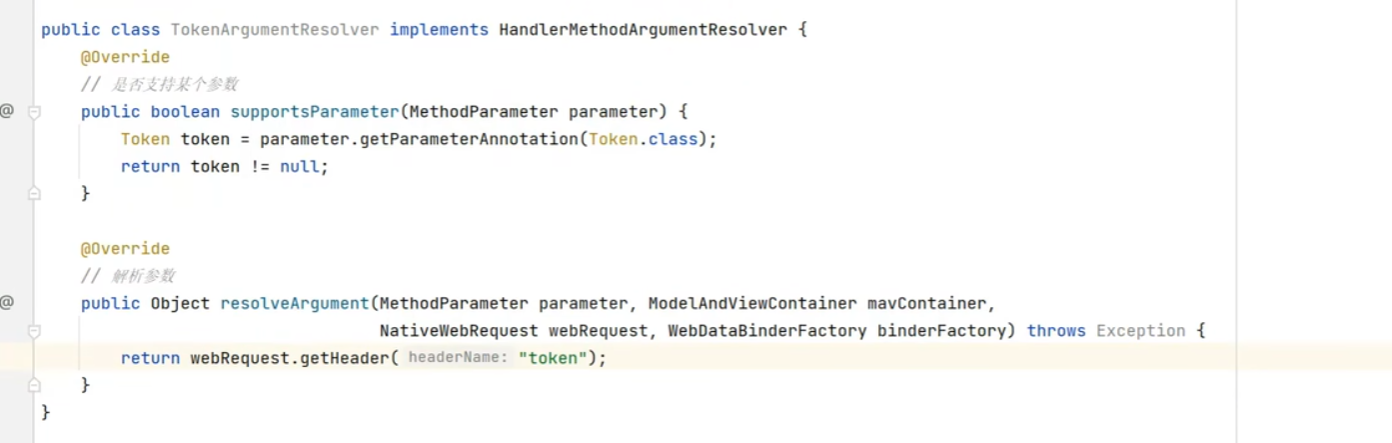 public class TokenArgumentResolver implements HandlerMethodArgumentResolver {
@Override
// 是否支持某个参数
@ public boolean supportsParameter(MethodParameter parameter) {
Token token = parameter.getParameterAnnotation(Token.class);
return token != null;
}
@Override
// 解析参数
@ public Object resolveArgument(MethodParameter parameter, ModelAndViewContainer mavContainer,
NativeWebRequest webRequest, WebDataBinderFactory binderFactory) throws Exception {
return webRequest.getHeader( headerName: "token");
}
}